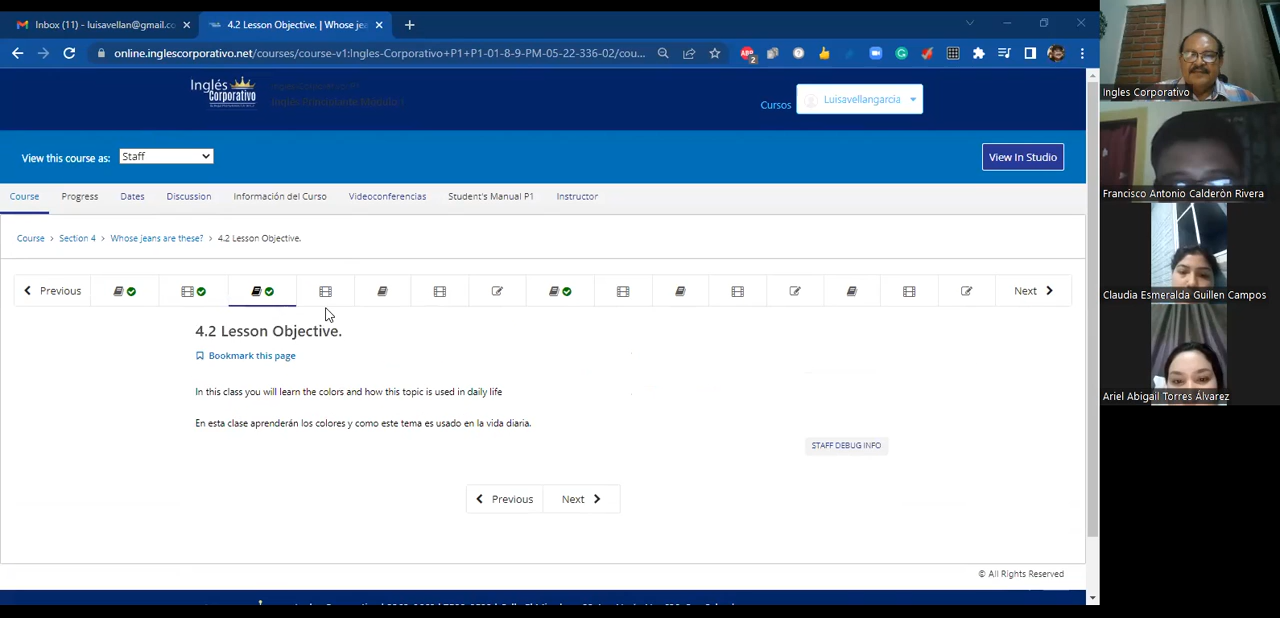 Inbox (11) - luisavellan@gmail.co
4.2 Lesson Objective. | Whose jea
online.inglescorporativo.net/courses/course-v1:Ingles-Corporativo+P1+P1-01-8-9-PM-05-22-336-02/cou...
ABP
2
Inglés
Corporativo
Cursos
Luisavellangarcia
View this course as:
Staff
View In Studio
Course
Progress
Dates
Discussion
Información del Curso
Videoconferencias
Student's Manual P1
Instructor
Course > Section 4 > Whose jeans are these? > 4.2 Lesson Objective.
Previous
Next
4.2 Lesson Objective.
Bookmark this page
In this class you will learn the colors and how this topic is used in daily life
En esta clase aprenderán los colores y como este tema es usado en la vida diaria.
STAFF DEBUG INFO
Previous
Next
© All Rights Reserved
Ingles Corporativo
Francisco Antonio Calderòn Rivera
Claudia Esmeralda Guillen Campos
Ariel Abigail Torres Álvarez